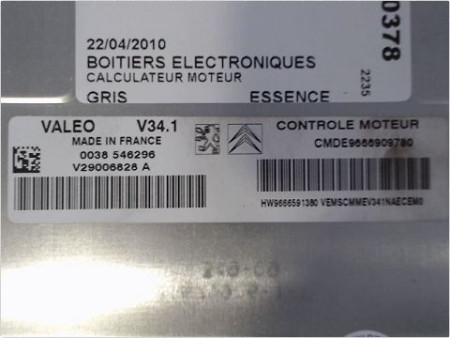 0378
2235
22/04/2010
BOITIERS ELECTRONIQUES
CALCULATEUR MOTEUR
GRIS ESSENCE
VALEO V34.1
MADE IN FRANCE
0038 546296
V29006828 A
CONTROLE MOTEUR
CMDE9666909780
HW9666591380 VEMSCMMEV341NAECEM0